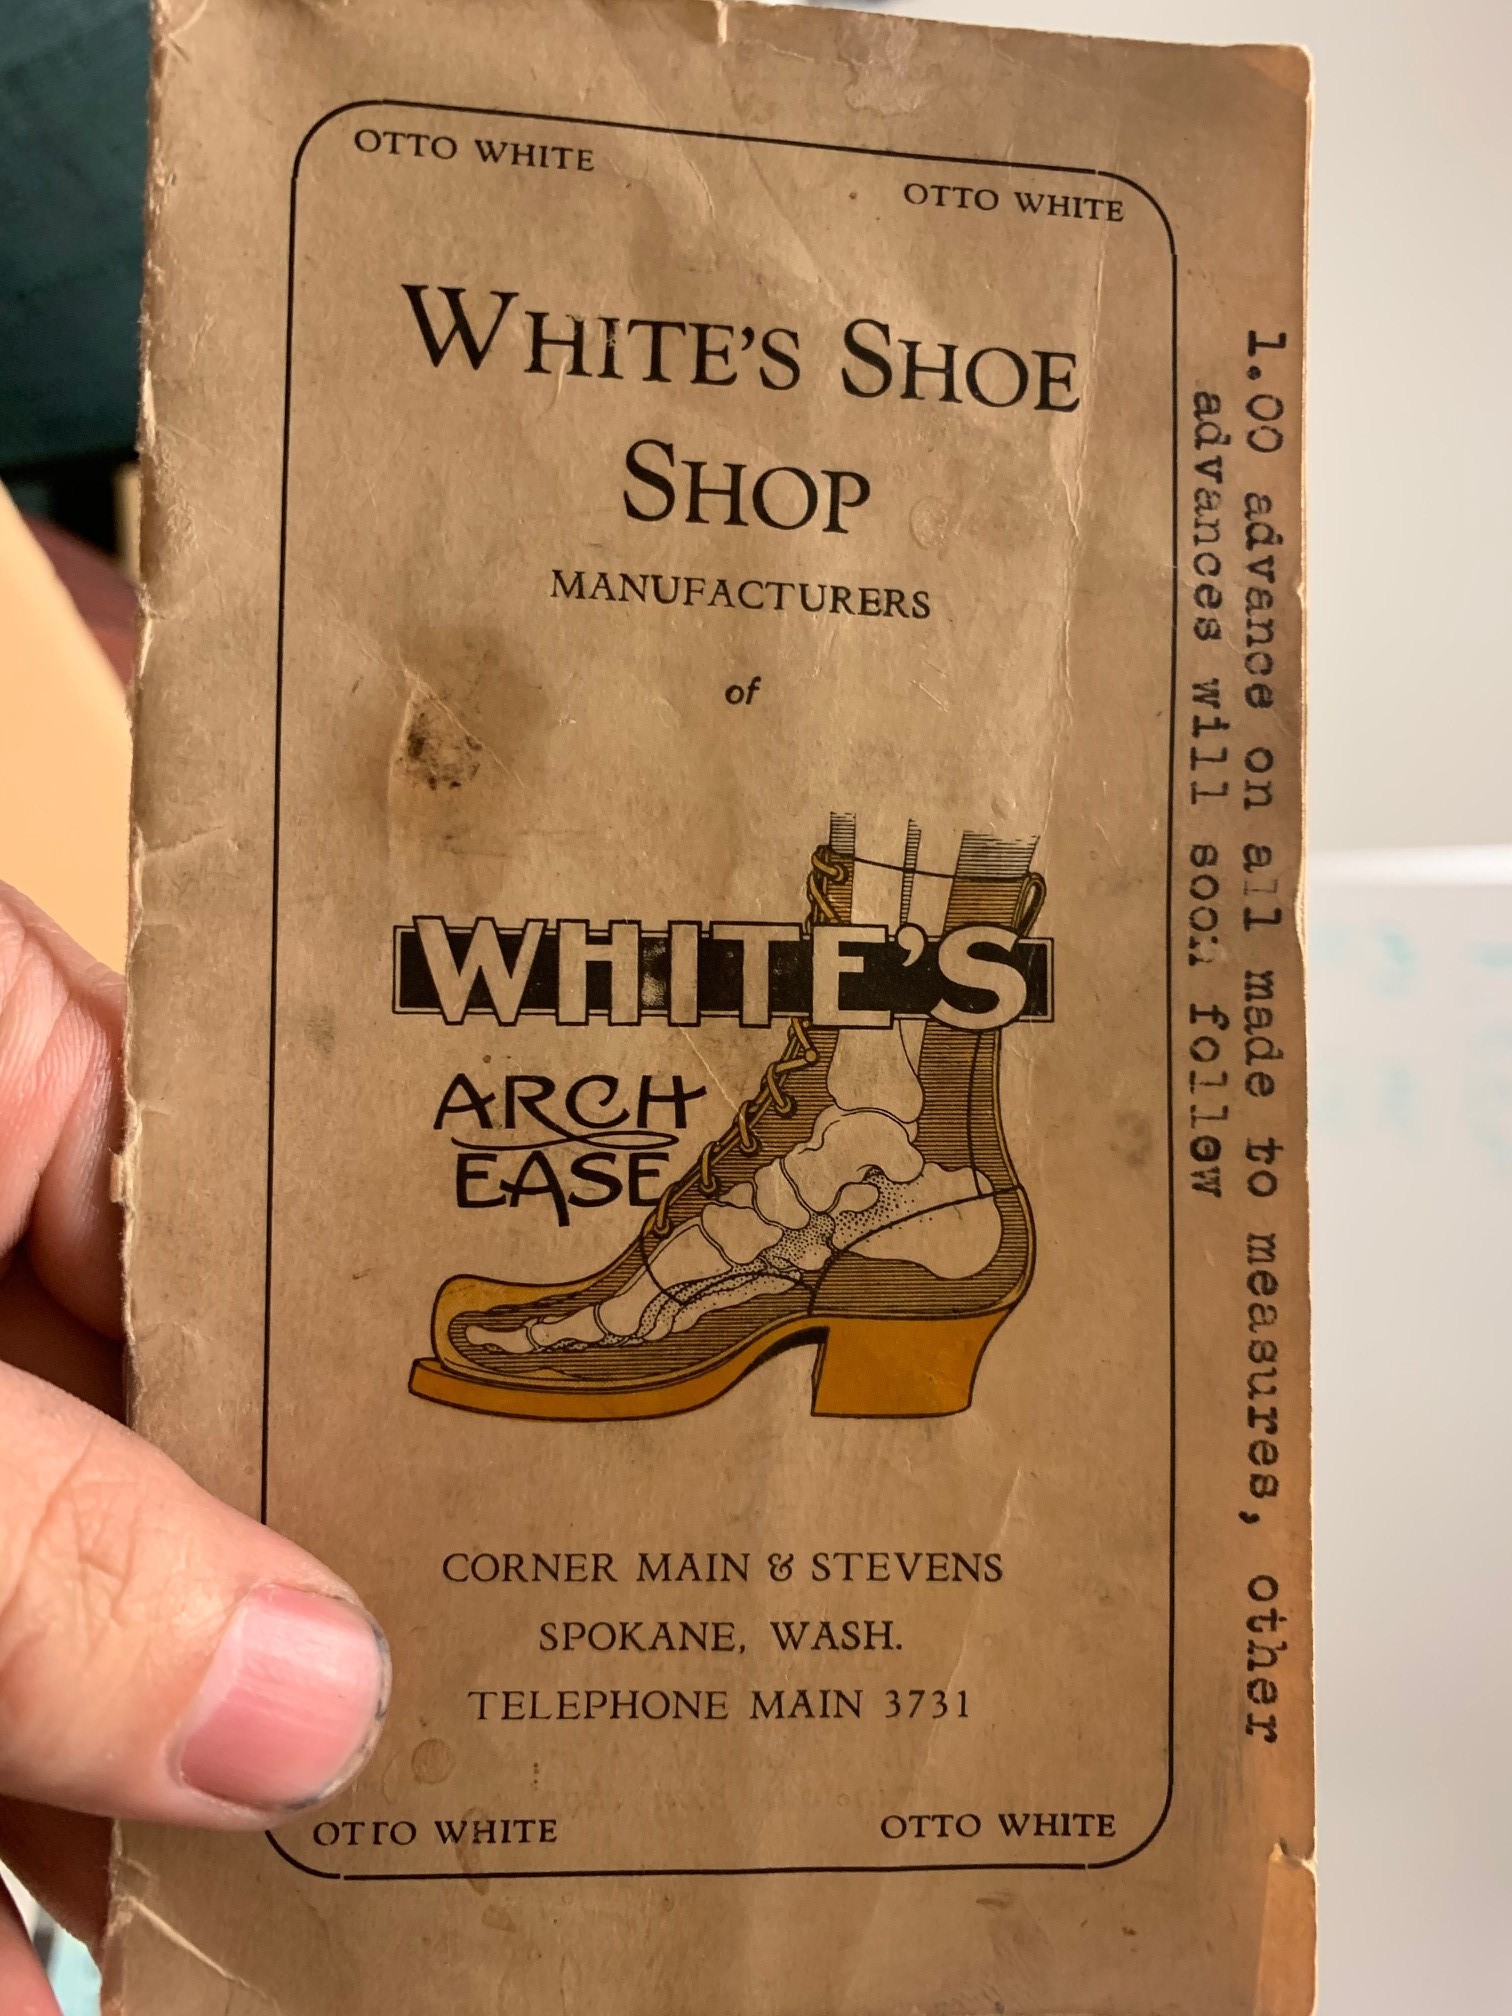 OTTO WHITE
OTTO WHITE
WHITE'S SHOE
SHOP
MANUFACTURERS
of
WHITE'S
ARCH
EASE
CORNER MAIN & STEVENS
SPOKANE, WASH.
TELEPHONE MAIN 3731
OTTO WHITE
OTTO WHITE
1.00 advance on all made to measures, other
advances will soon follow